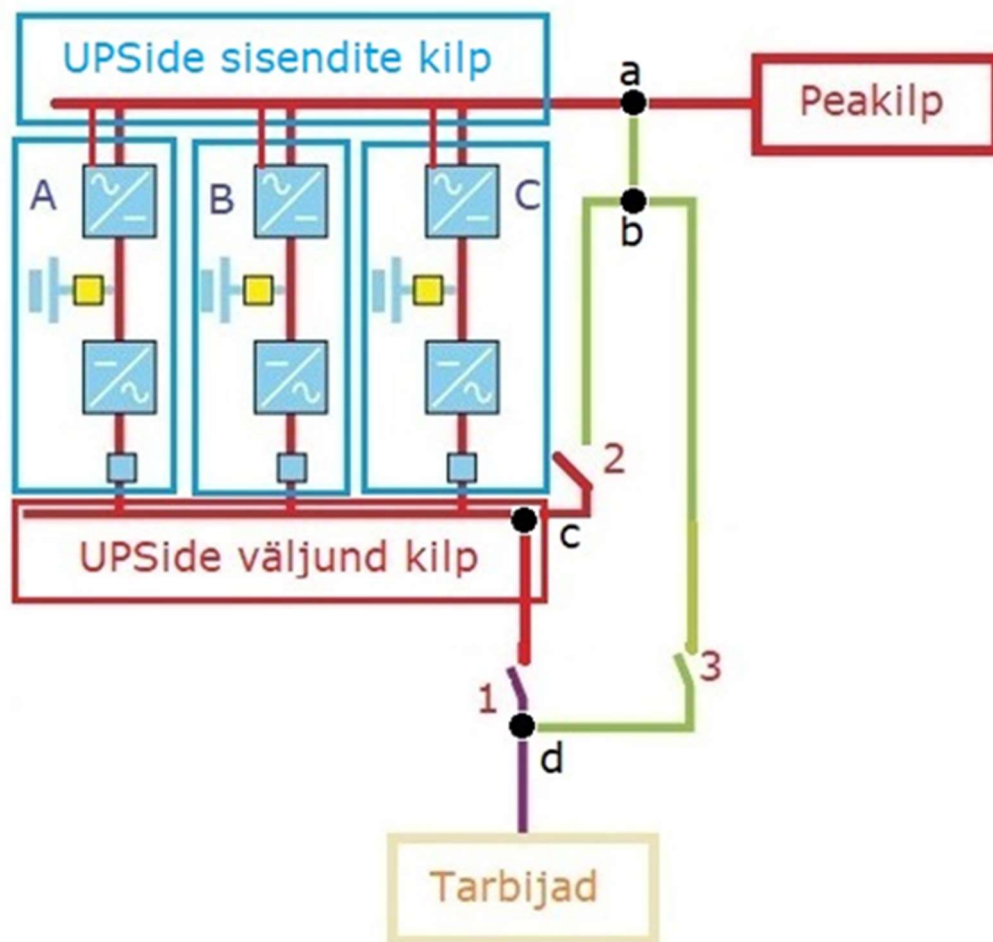 UPSide sisendite kilp
a
Peakilp
A
B
C
b
2
c
UPSide väljund kilp
3
1
d
Tarbijad